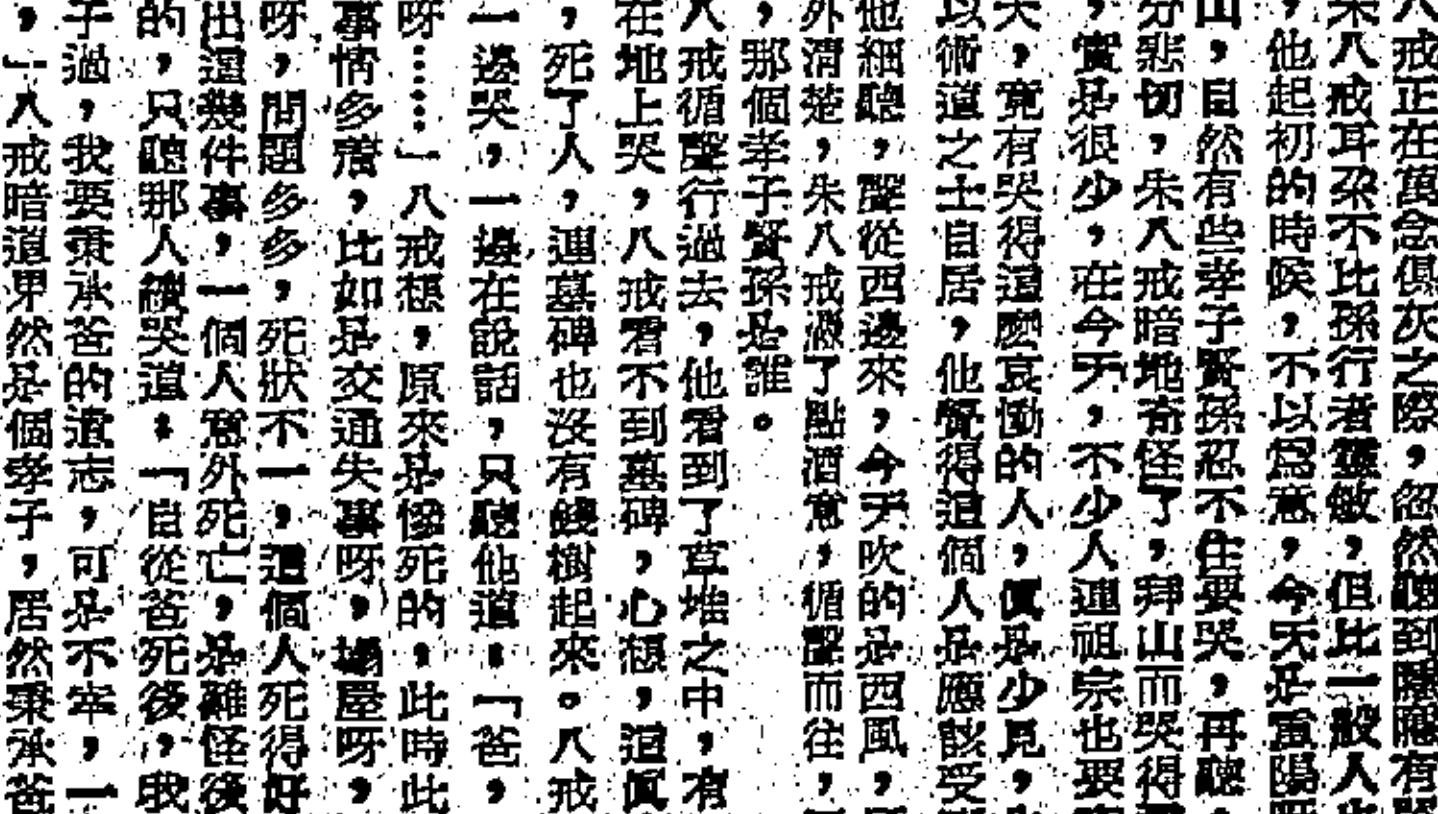 八戒正在萬念俱灰之際，忽然聽到隱隱有
朱八戒耳朶不比孫行者靈敏，但比一般人
，他起初的時候，不以爲意，今天是重陽
山，自然有些孝子賢孫忍不住要哭，再聽
分悲切，朱八戒暗地奇怪了，拜山而哭得
，實是很少，在今天，不少人連祖宗也要
哭，竟有哭得這麽哀慟的人，眞是少見，
以術道之士自居，他覺得這個人是應該受
他細聽，聲從西邊來，今天吹的是西風，
外清楚，朱八戒憑了點酒意，循聲而往，
，那個孝子賢孫是誰。
八戒循聲行過去，他看到了草堆之中，有
在地上哭，八戒看不到墓碑，心想，這眞
，死了人，連墓碑也沒有錢樹起來。八戒
一邊哭，一邊在說話，只聽他道：「爸，
呀……」八戒想，原來是慘死的，此時此
事情多着，比如是交通失事呀，塌屋呀，
呀，問題多多，死狀不一，這個人死得好
出這幾件事，一個人意外死亡，是難怪後
的，只聽那人續哭道：「自從爸死後，我
子過，我要秉承爸的遺志，可是不幸，一
，」八戒暗道果然是個孝子，居然秉承爸